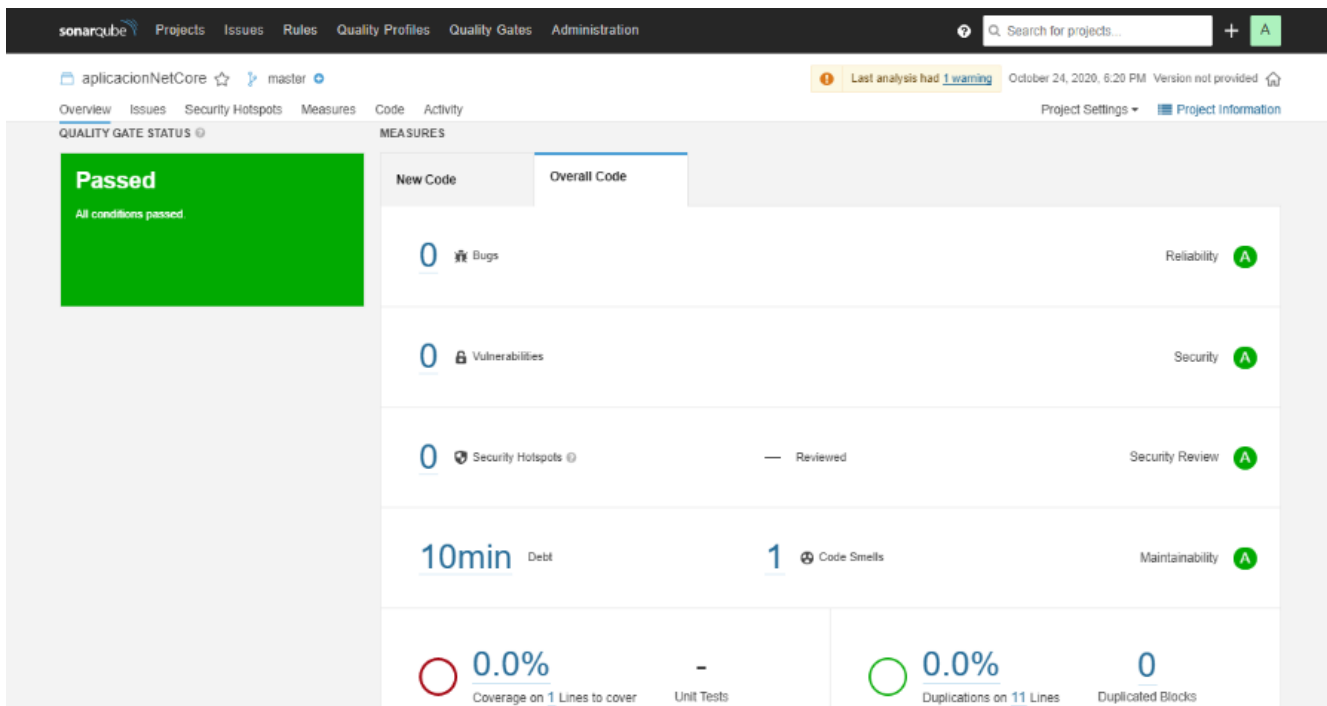 sonarqube Projects Issues Rules Quality Profiles Quality Gates Administration ? Search for projects... + A
aplicacionNetCore master Last analysis had 1 warning October 24, 2020, 6:20 PM Version not provided
Overview Issues Security Hotspots Measures Code Activity Project Settings Project Information
QUALITY GATE STATUS MEASURES
Passed
All conditions passed.
New Code Overall Code
0 Bugs Reliability A
0 Vulnerabilities Security A
0 Security Hotspots — Reviewed Security Review A
10min Debt 1 Code Smells Maintainability A
0.0% - 0.0% 0
Coverage on 1 Lines to cover Unit Tests Duplications on 11 Lines Duplicated Blocks